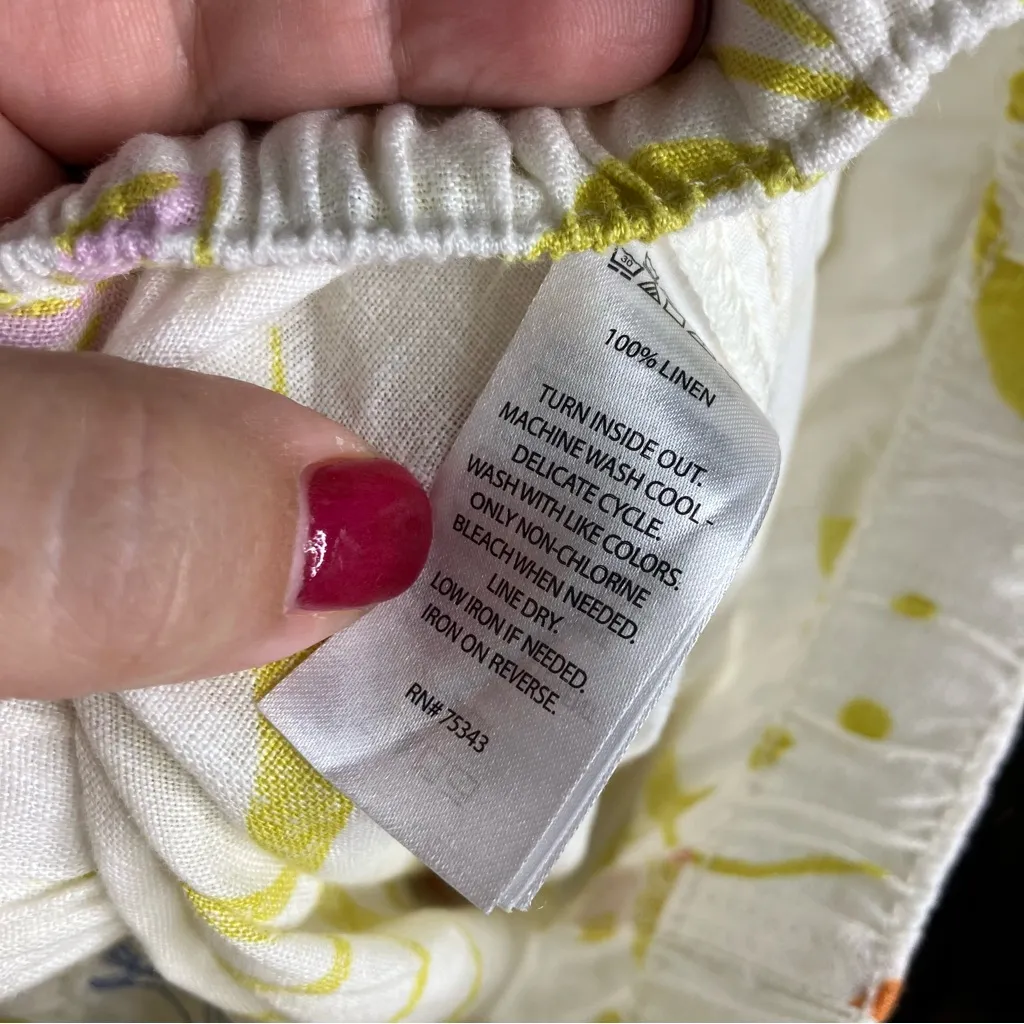 30
100% LINEN
TURN INSIDE OUT.
MACHINE WASH COOL -
DELICATE CYCLE.
WASH WITH LIKE COLORS.
ONLY NON-CHLORINE
BLEACH WHEN NEEDED.
LINE DRY.
LOW IRON IF NEEDED.
IRON ON REVERSE.
RN# 75343